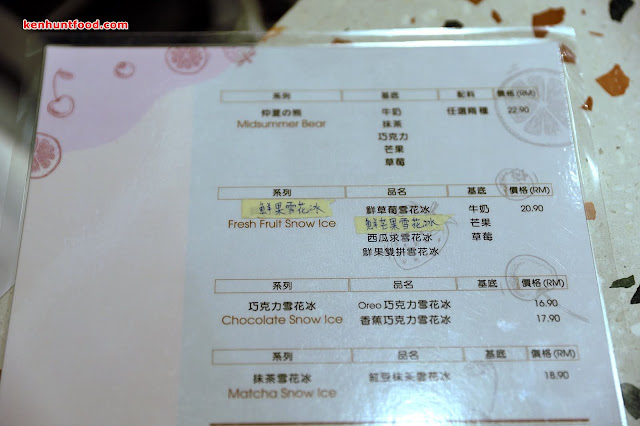 kenhuntfood.com
系列 基底 配料 價格(RM)
仲夏の熊 牛奶 任選兩種 22.90
Midsummer Bear 抹茶
巧克力
芒果
草莓
系列 品名 基底 價格(RM)
鮮果雪花冰 鮮草莓雪花冰 牛奶 20.90
Fresh Fruit Snow Ice 鮮芒果雪花冰 芒果
西瓜求雪花冰 草莓
鮮果雙拼雪花冰
系列 品名 基底 價格(RM)
巧克力雪花冰 Oreo 巧克力雪花冰 16.90
Chocolate Snow Ice 香蕉巧克力雪花冰 17.90
系列 品名 基底 價格(RM)
抹茶雪花冰 紅豆抹茶雪花冰 18.90
Matcha Snow Ice